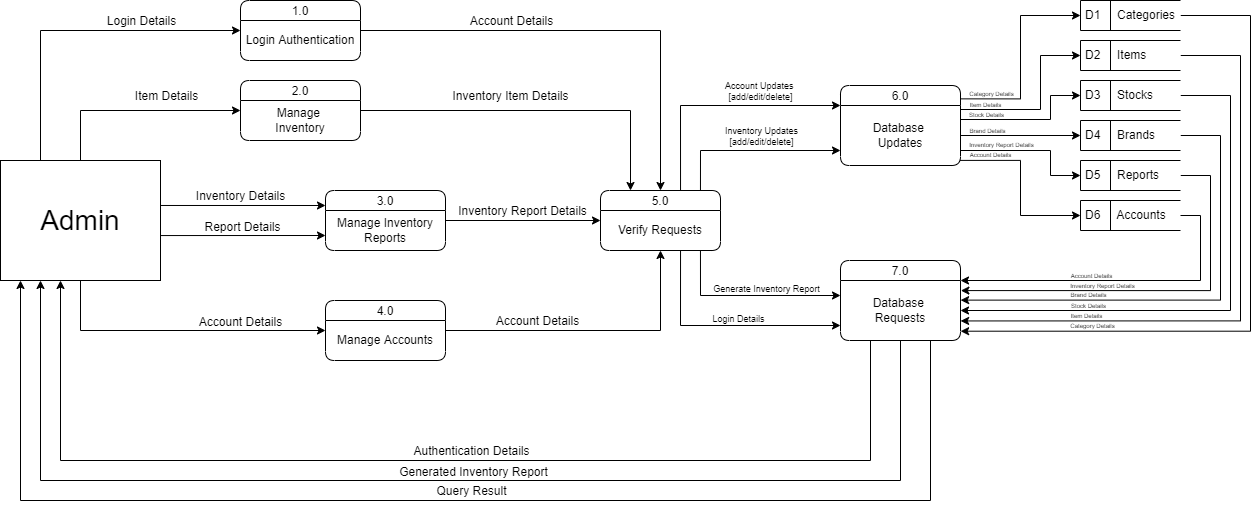 Login Details
1.0
Login Authentication
Account Details
Item Details
2.0
Manage
Inventory
Inventory Item Details
Admin
Inventory Details
Report Details
3.0
Manage Inventory
Reports
Inventory Report Details
Account Details
4.0
Manage Accounts
Account Details
5.0
Verify Requests
Account Updates
[add/edit/delete]
Inventory Updates
[add/edit/delete]
6.0
Database
Updates
Category Details
Item Details
Stock Details
Brand Details
Inventory Report Details
Account Details
D1 Categories
D2 Items
D3 Stocks
D4 Brands
D5 Reports
D6 Accounts
Generate Inventory Report
Login Details
7.0
Database
Requests
Account Details
Inventory Report Details
Brand Details
Stock Details
Item Details
Category Details
Authentication Details
Generated Inventory Report
Query Result